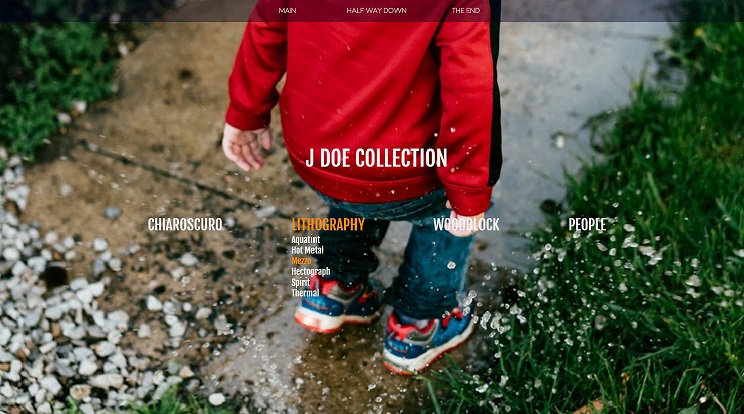 MAIN HALF WAY DOWN THE END
J DOE COLLECTION
CHIAROSCURO LITHOGRAPHY WOODBLOCK PEOPLE
Aquatint
Hot Metal
Mezzo
Hectograph
Spirit
Thermal